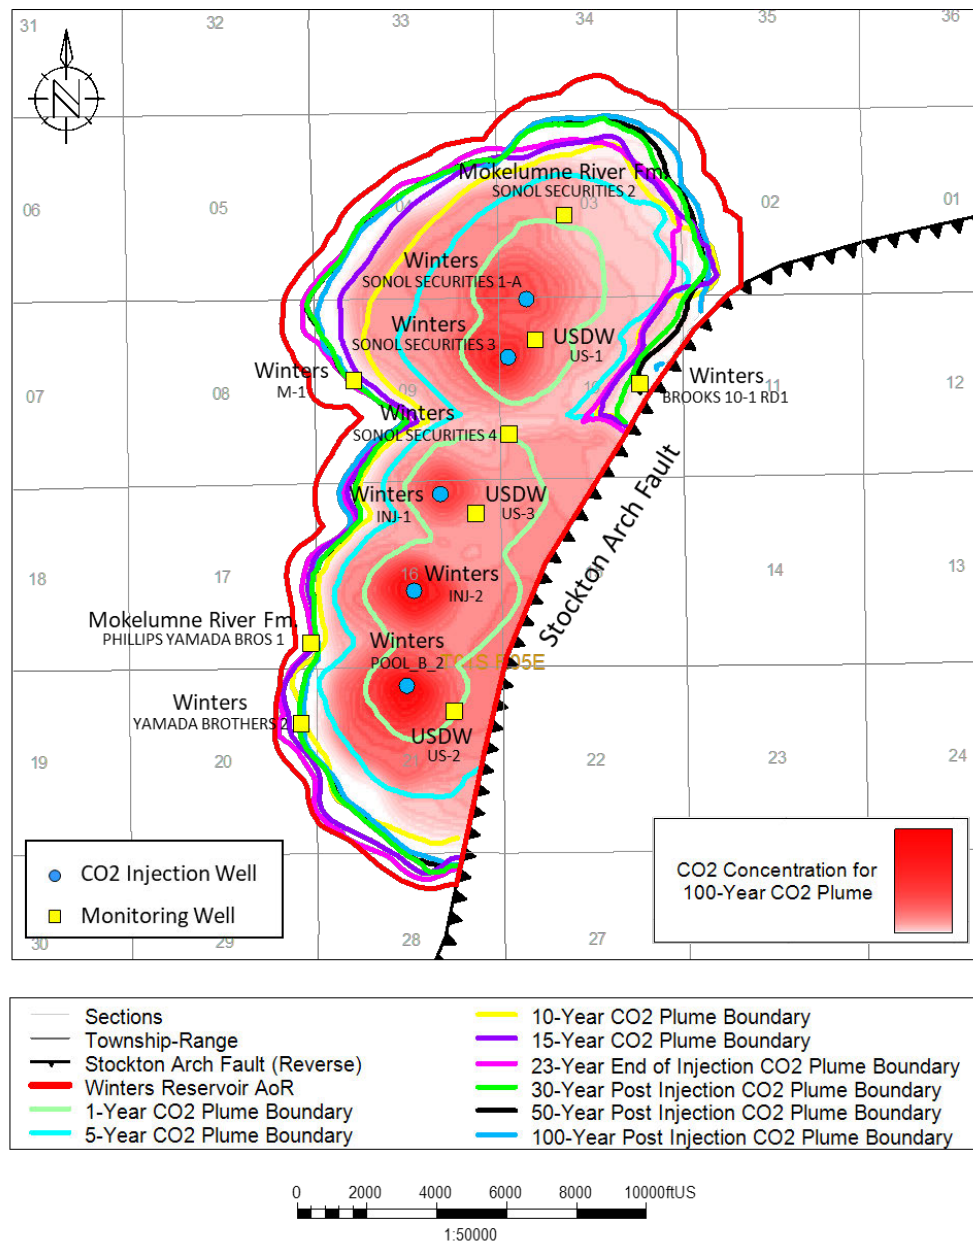 31
32
33
34
35
36
N
Mokelumne River Fm.
SONOL SECURITIES 2
06
05
04
03
02
01
Winters
SONOL SECURITIES 1-A
Winters
SONOL SECURITIES 3
USDW
US-1
Winters
M-1
Winters
BROOKS 10-1 RD1
07
08
09
10
11
12
Winters
SONOL SECURITIES 4
Winters
INJ-1
USDW
US-3
Stockton Arch Fault
18
17
16
14
13
Winters
INJ-2
Mokelumne River Fm.
PHILLIPS YAMADA BROS 1
Winters
POOL_B_2
T01S R05E
Winters
YAMADA BROTHERS 2
USDW
US-2
19
20
21
22
24
CO2 Injection Well
Monitoring Well
CO2 Concentration for
100-Year CO2 Plume
30
29
28
27
Sections
Township-Range
Stockton Arch Fault (Reverse)
Winters Reservoir AoR
1-Year CO2 Plume Boundary
5-Year CO2 Plume Boundary
10-Year CO2 Plume Boundary
15-Year CO2 Plume Boundary
23-Year End of Injection CO2 Plume Boundary
30-Year Post Injection CO2 Plume Boundary
50-Year Post Injection CO2 Plume Boundary
100-Year Post Injection CO2 Plume Boundary
0 2000 4000 6000 8000 10000ftUS
1:50000